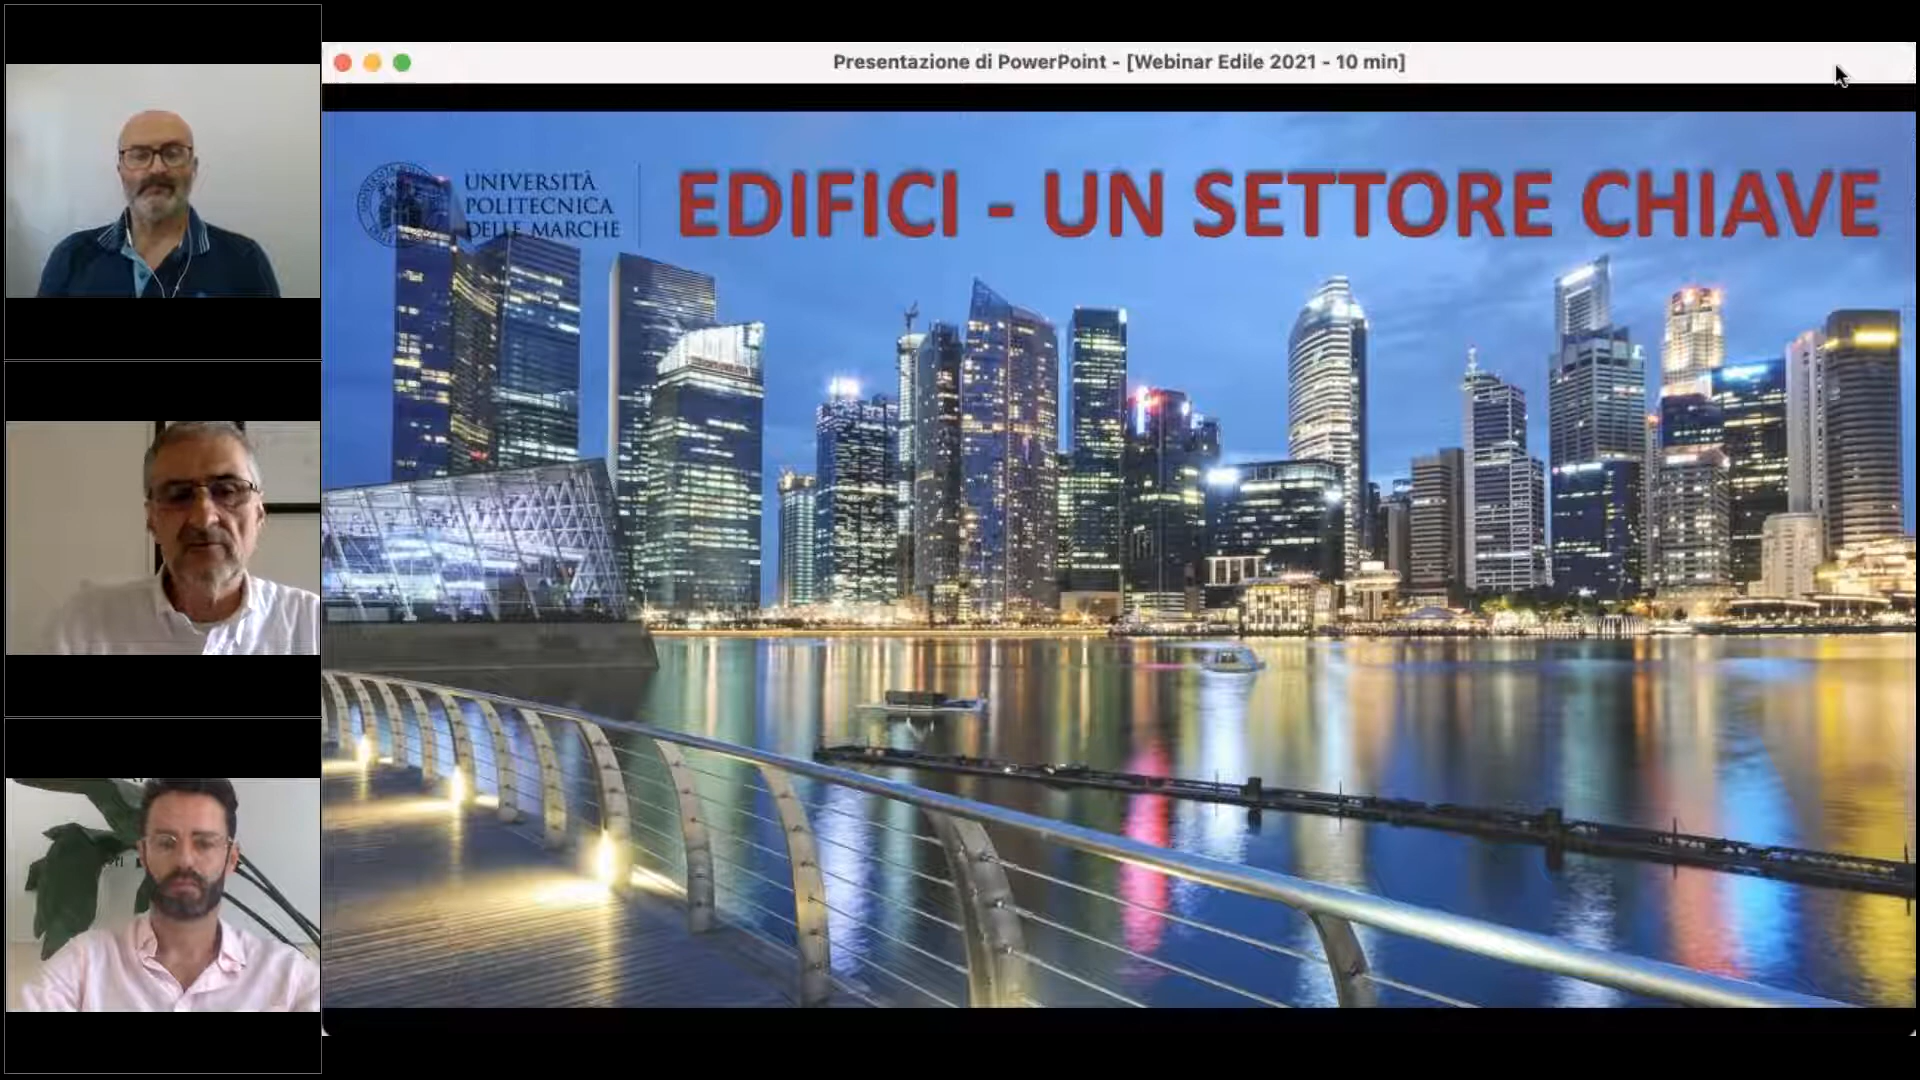 Presentazione di PowerPoint - [Webinar Edile 2021 - 10 min]
UNIVERSITÀ
POLITECNICA
DELLE MARCHE
EDIFICI - UN SETTORE CHIAVE